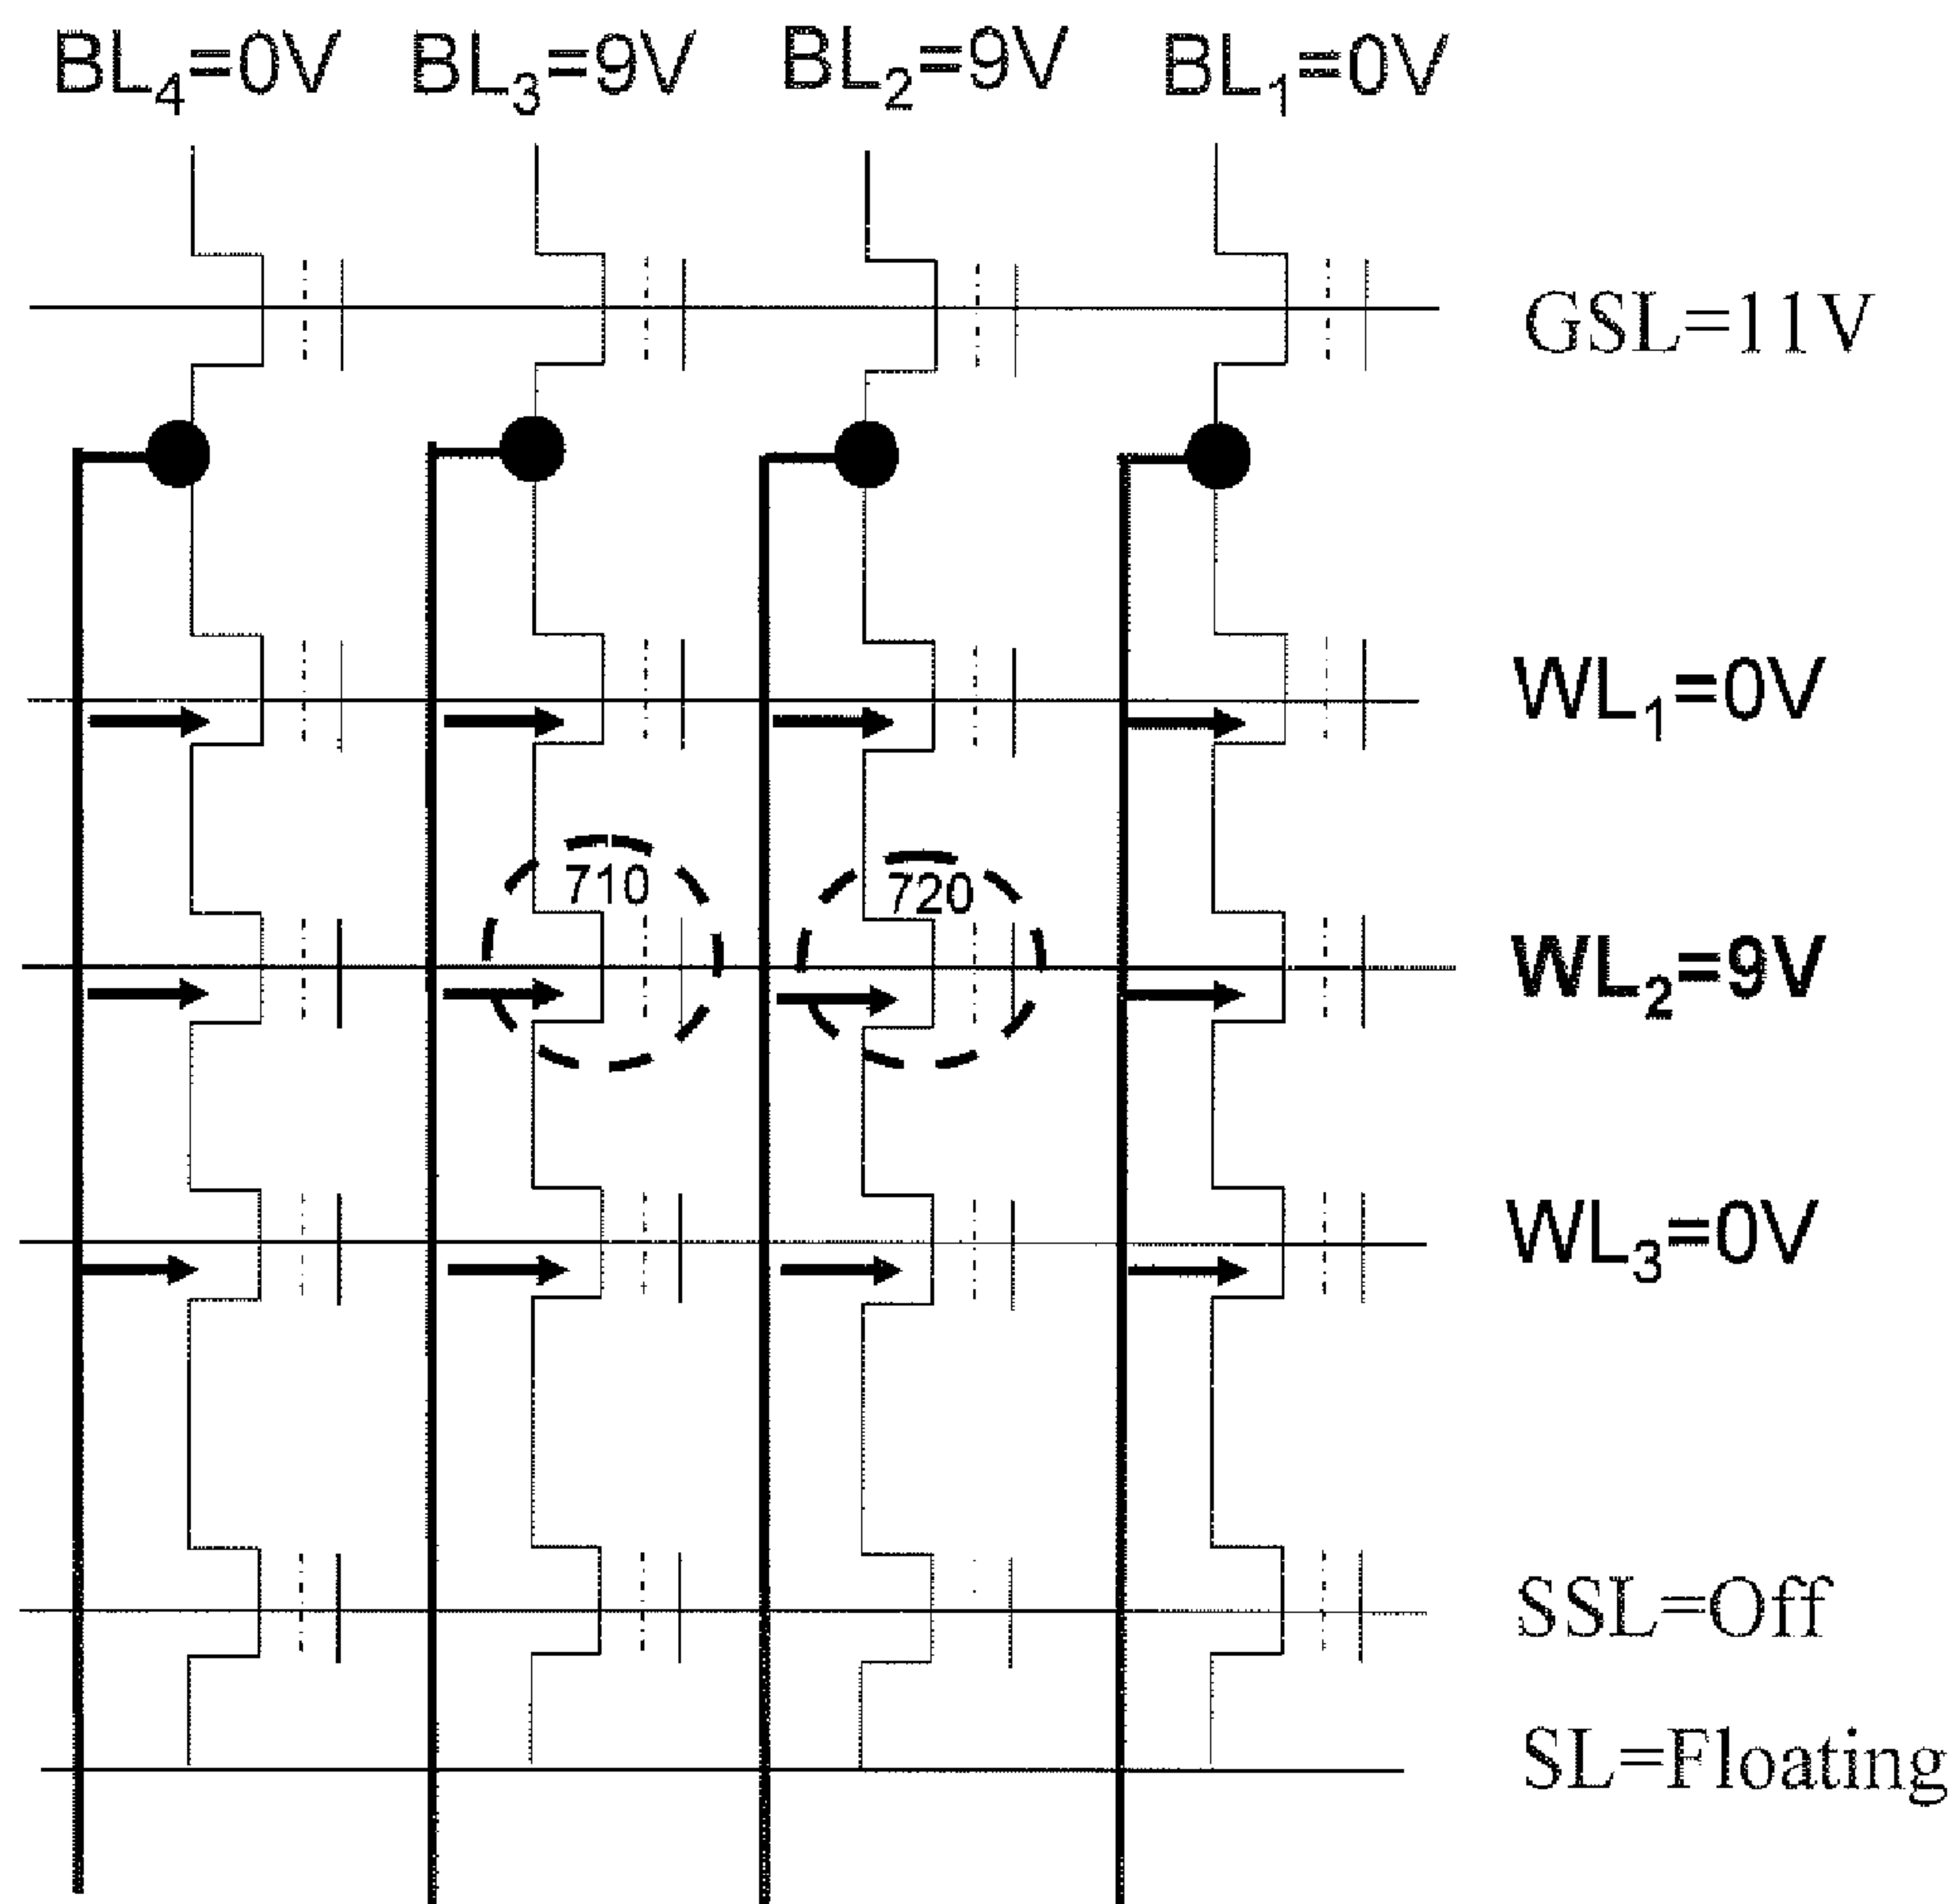 BL₄=0V BL₃=9V BL₂=9V BL₁=0V
GSL=11V
WL₁=0V
710 720
WL₂=9V
WL₃=0V
SSL=Off
SL=Floating